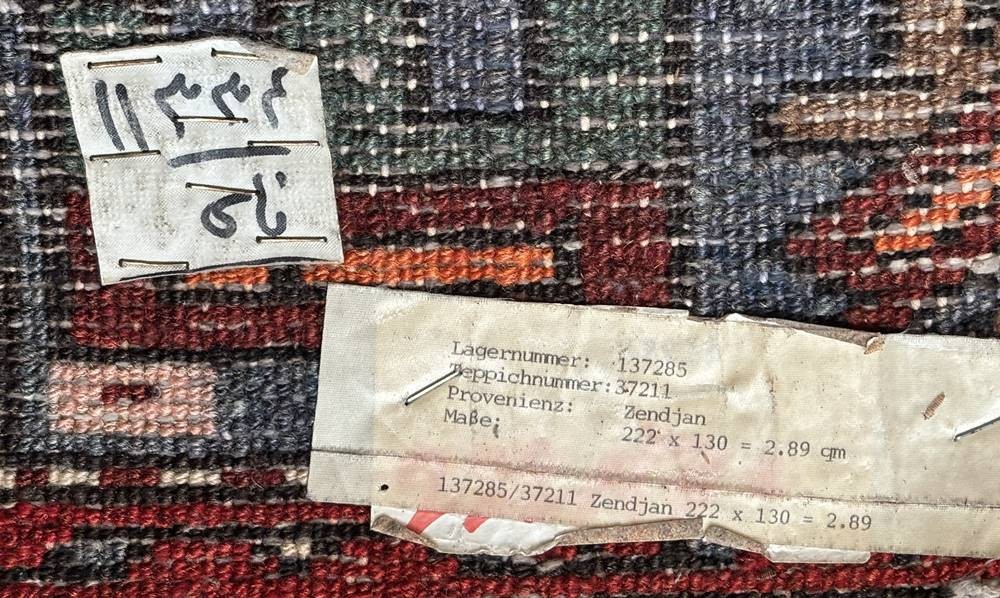 Lagernummer: 137285
Teppichnummer:37211
Provenienz: Zendjan
Maße: 222 x 130 = 2.89 qm
137285/37211 Zendjan 222 x 130 = 2.89